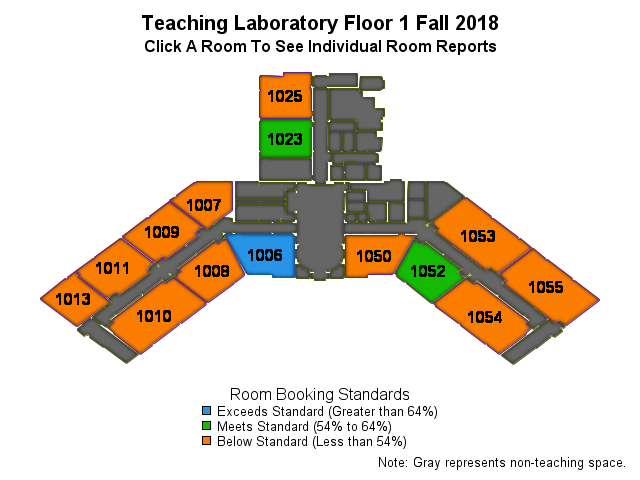 Teaching Laboratory Floor 1 Fall 2018
Click A Room To See Individual Room Reports
1025
1023
1007
1009
1011
1013
1006
1008
1010
1050
1052
1053
1055
1054
Room Booking Standards
Exceeds Standard (Greater than 64%)
Meets Standard (54% to 64%)
Below Standard (Less than 54%)
Note: Gray represents non-teaching space.